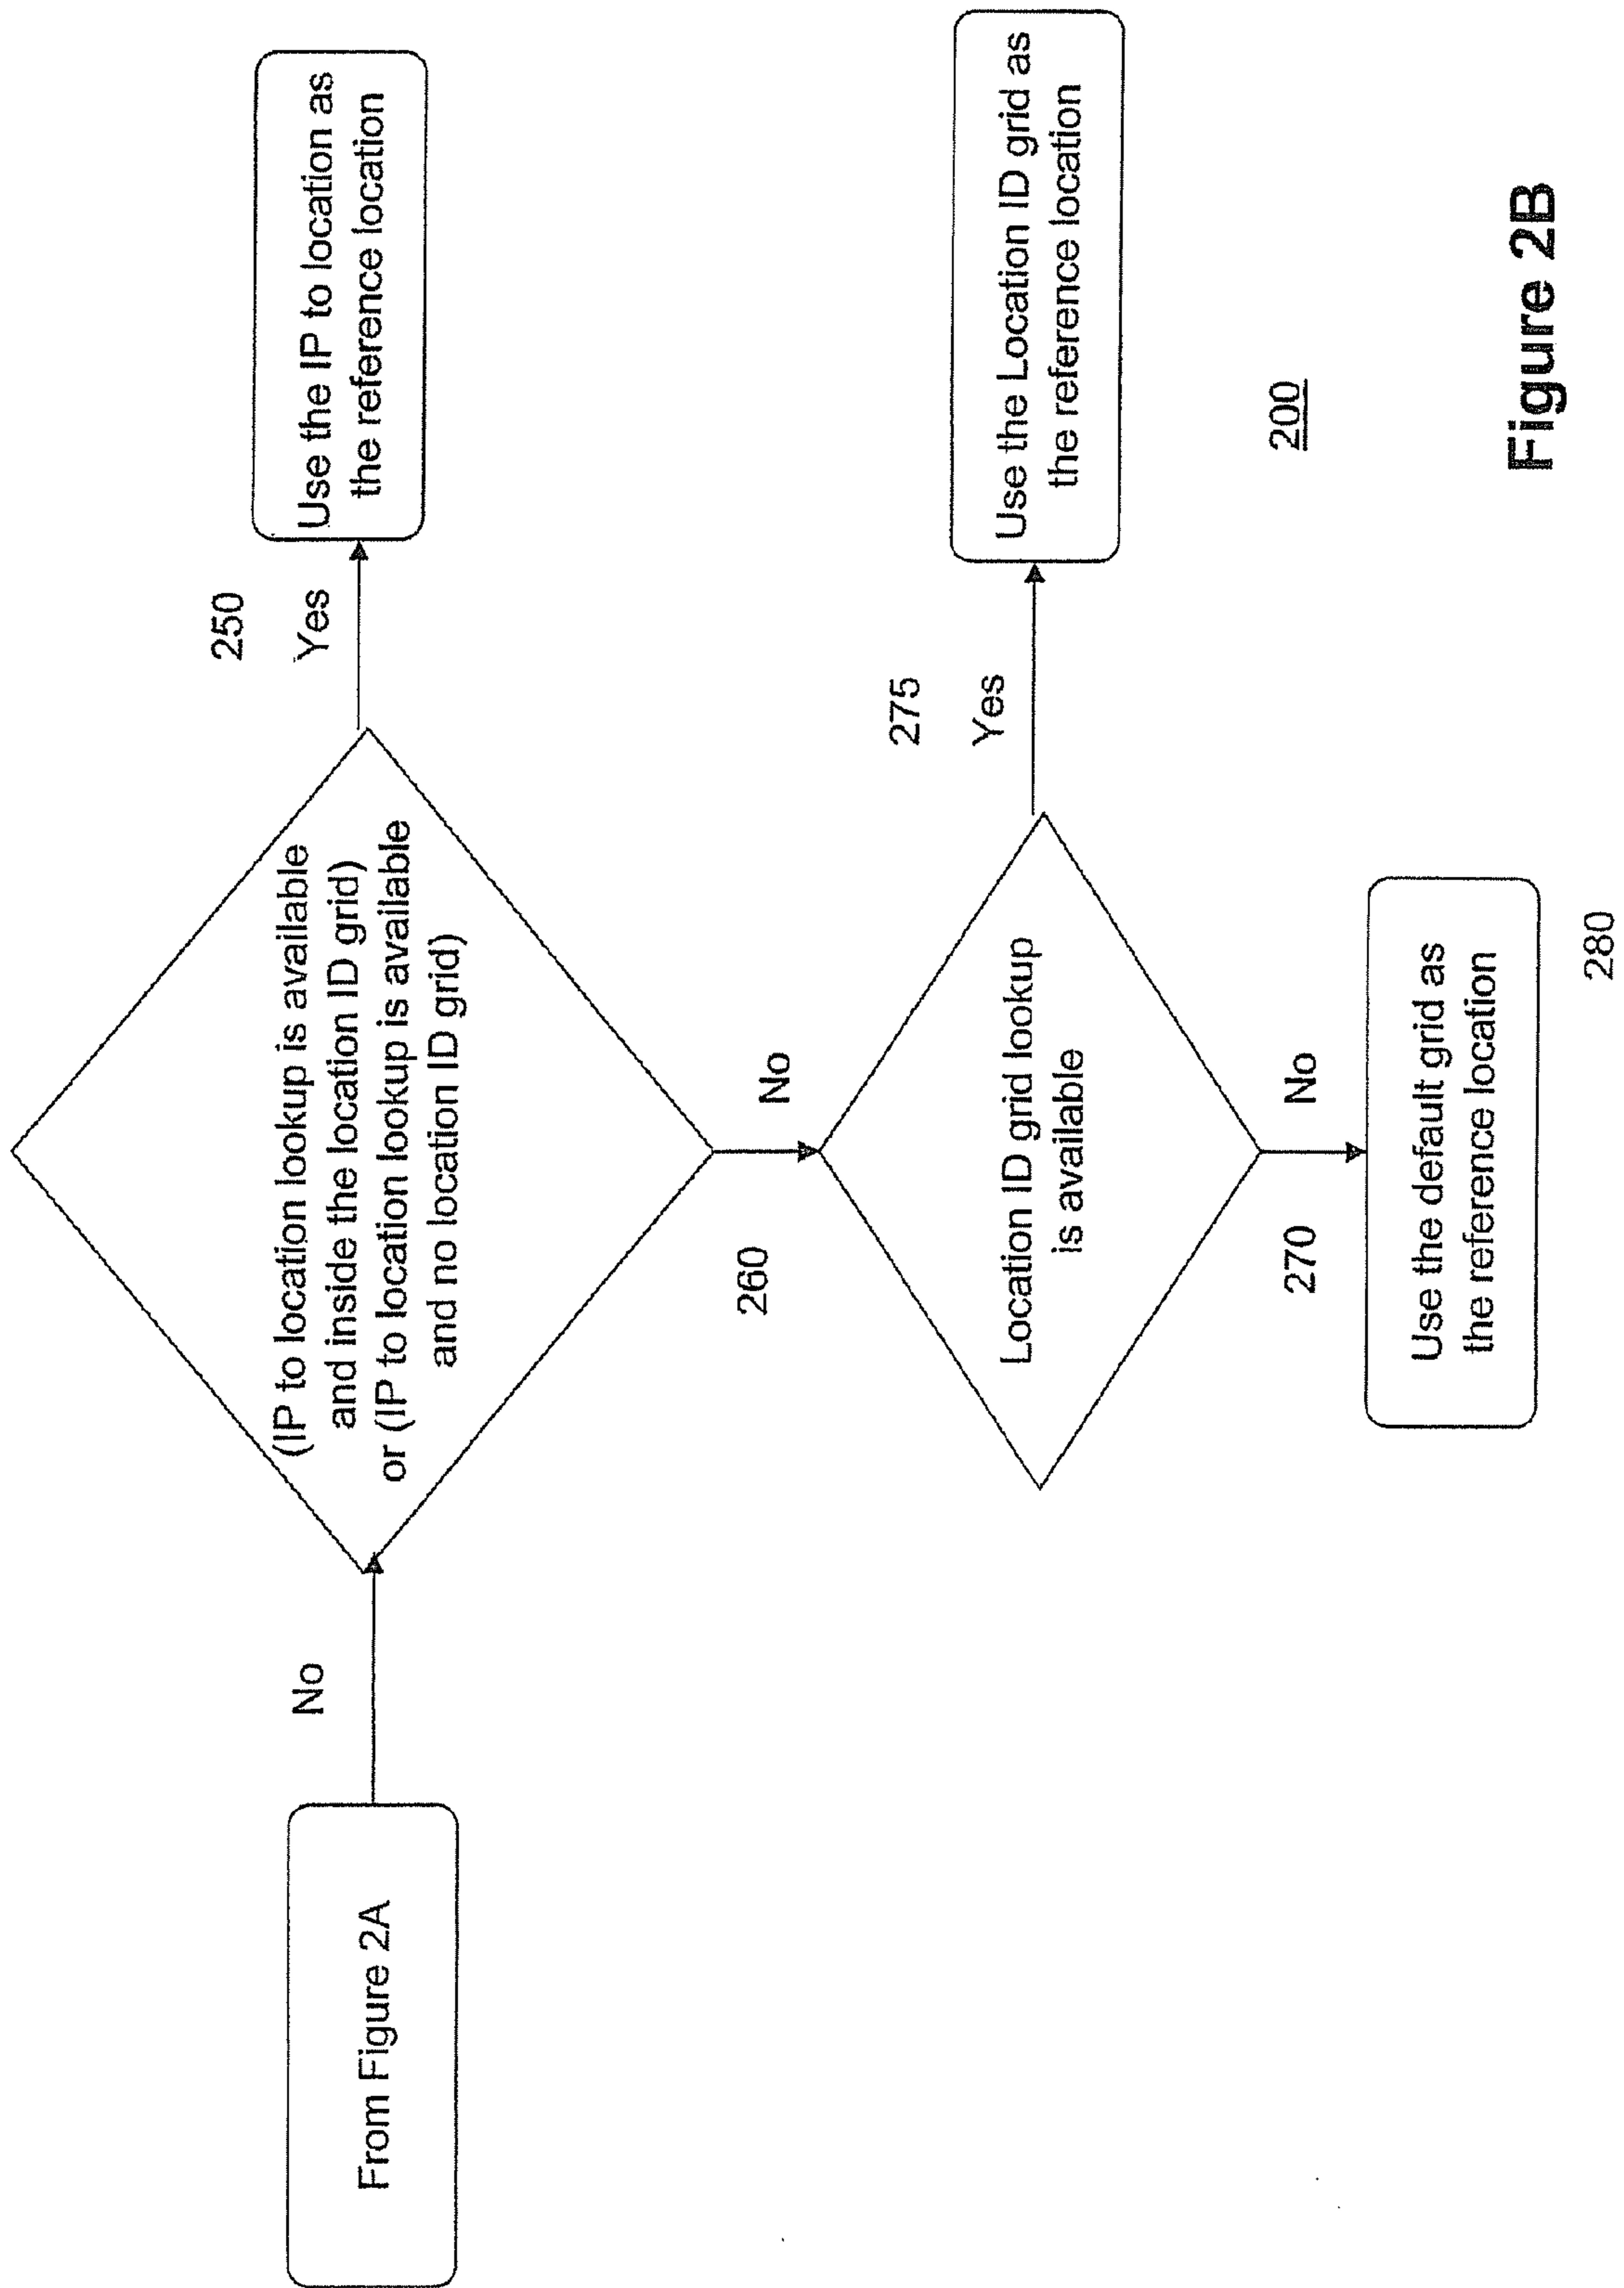 From Figure 2A
No
(IP to location lookup is available
and inside the location ID grid)
or (IP to location lookup is available
and no location ID grid)
250
Yes
Use the IP to location as
the reference location
260
No
Location ID grid lookup
is available
275
Yes
Use the Location ID grid as
the reference location
270
No
Use the default grid as
the reference location
280
200
Figure 2B